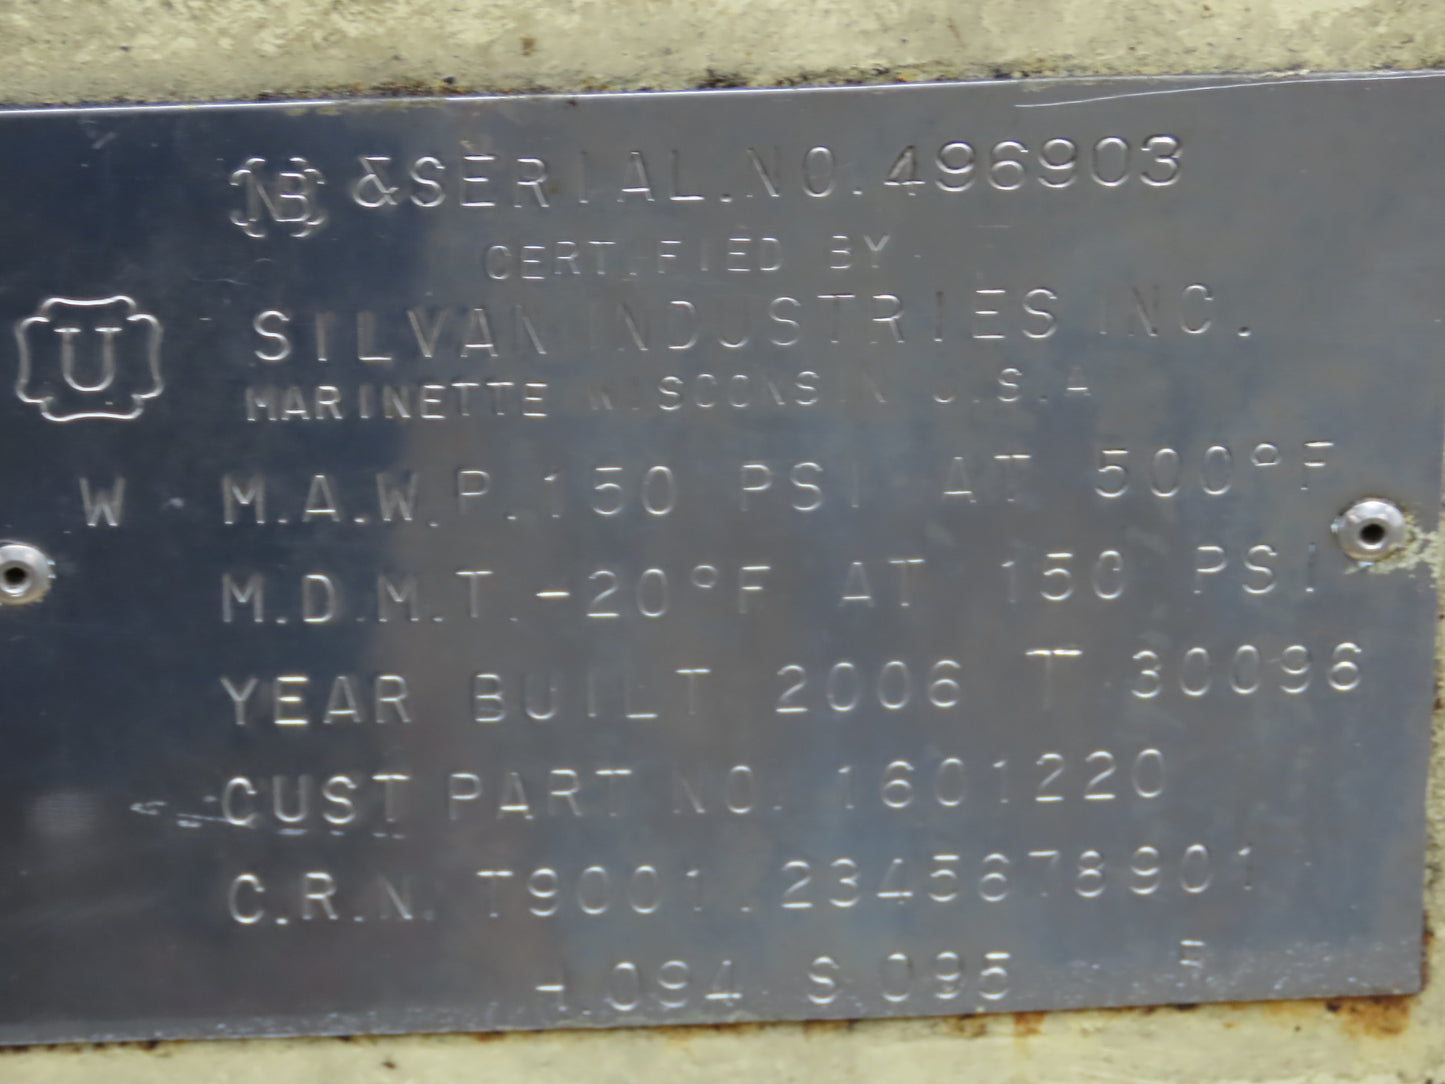 NB & SERIAL.NO.496903
CERTIFIED BY
U SILVAN INDUSTRIES INC.
MARINETTE WISCONSIN U.S.A
W M.A.W.P. 150 PSI AT 500°F
M.D.M.T. -20°F AT 150 PSI
YEAR BUILT 2006 T 30096
CUST PART NO. 1601220
C.R.N. T9001.2345678901
H.094 S 095 F